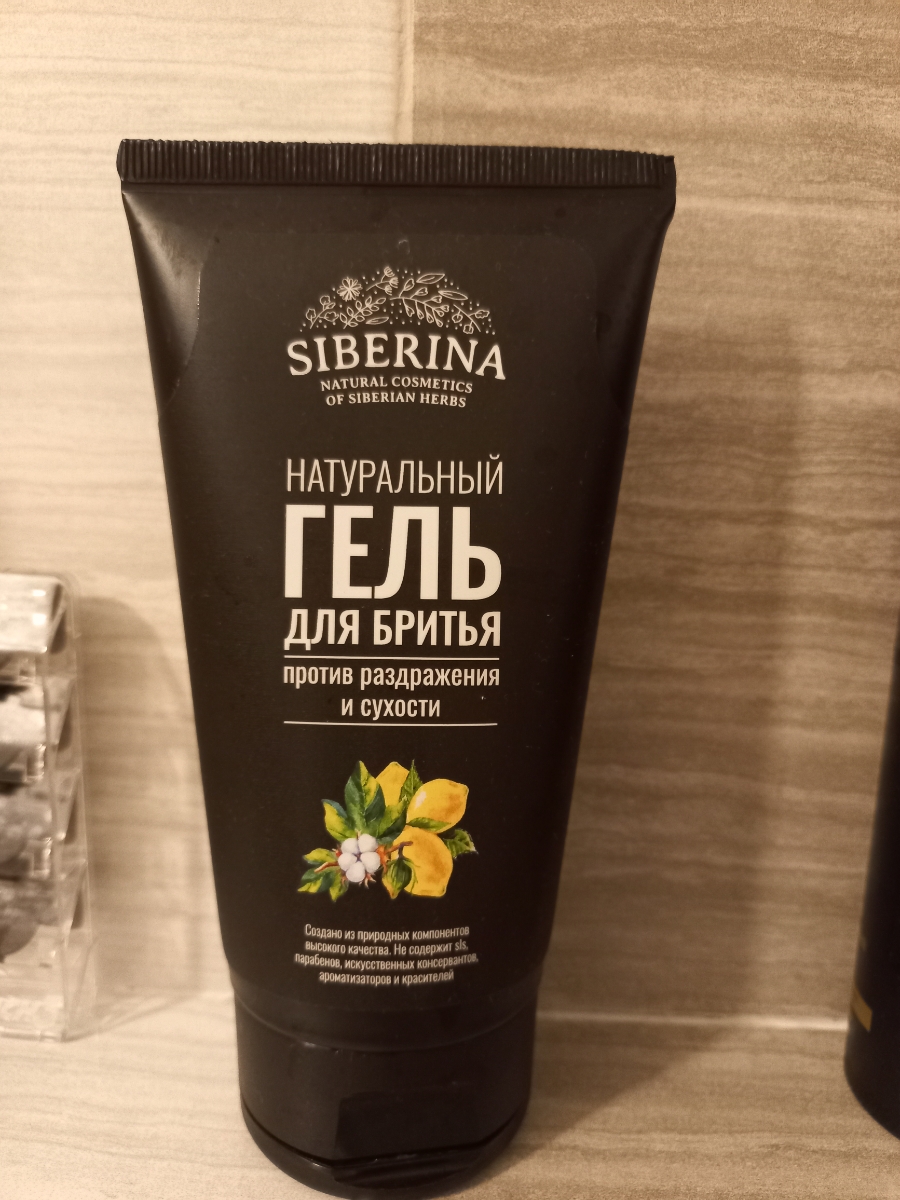 SIBERINA
NATURAL COSMETICS
OF SIBERIAN HERBS
НАТУРАЛЬНЫЙ
ГЕЛЬ
ДЛЯ БРИТЬЯ
против раздражения
и сухости
Создано из природных компонентов
высокого качества. Не содержит sls,
парабенов, искусственных консервантов,
ароматизаторов и красителей